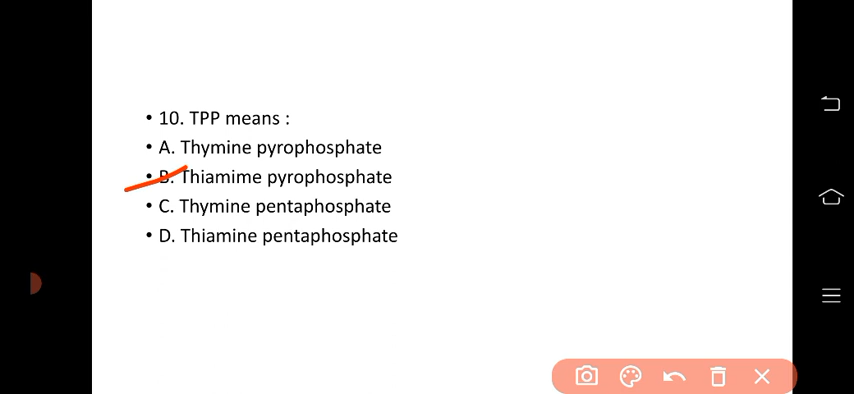 • 10. TPP means :
• A. Thymine pyrophosphate
• B. Thiamime pyrophosphate
• C. Thymine pentaphosphate
• D. Thiamine pentaphosphate